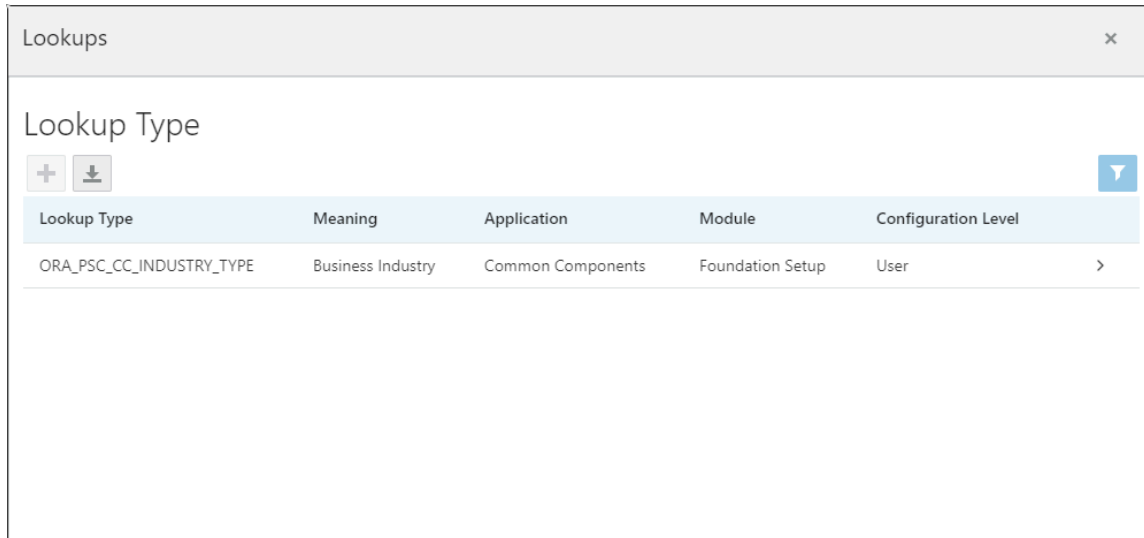 Lookups
Lookup Type
Lookup Type Meaning Application Module Configuration Level
ORA_PSC_CC_INDUSTRY_TYPE Business Industry Common Components Foundation Setup User